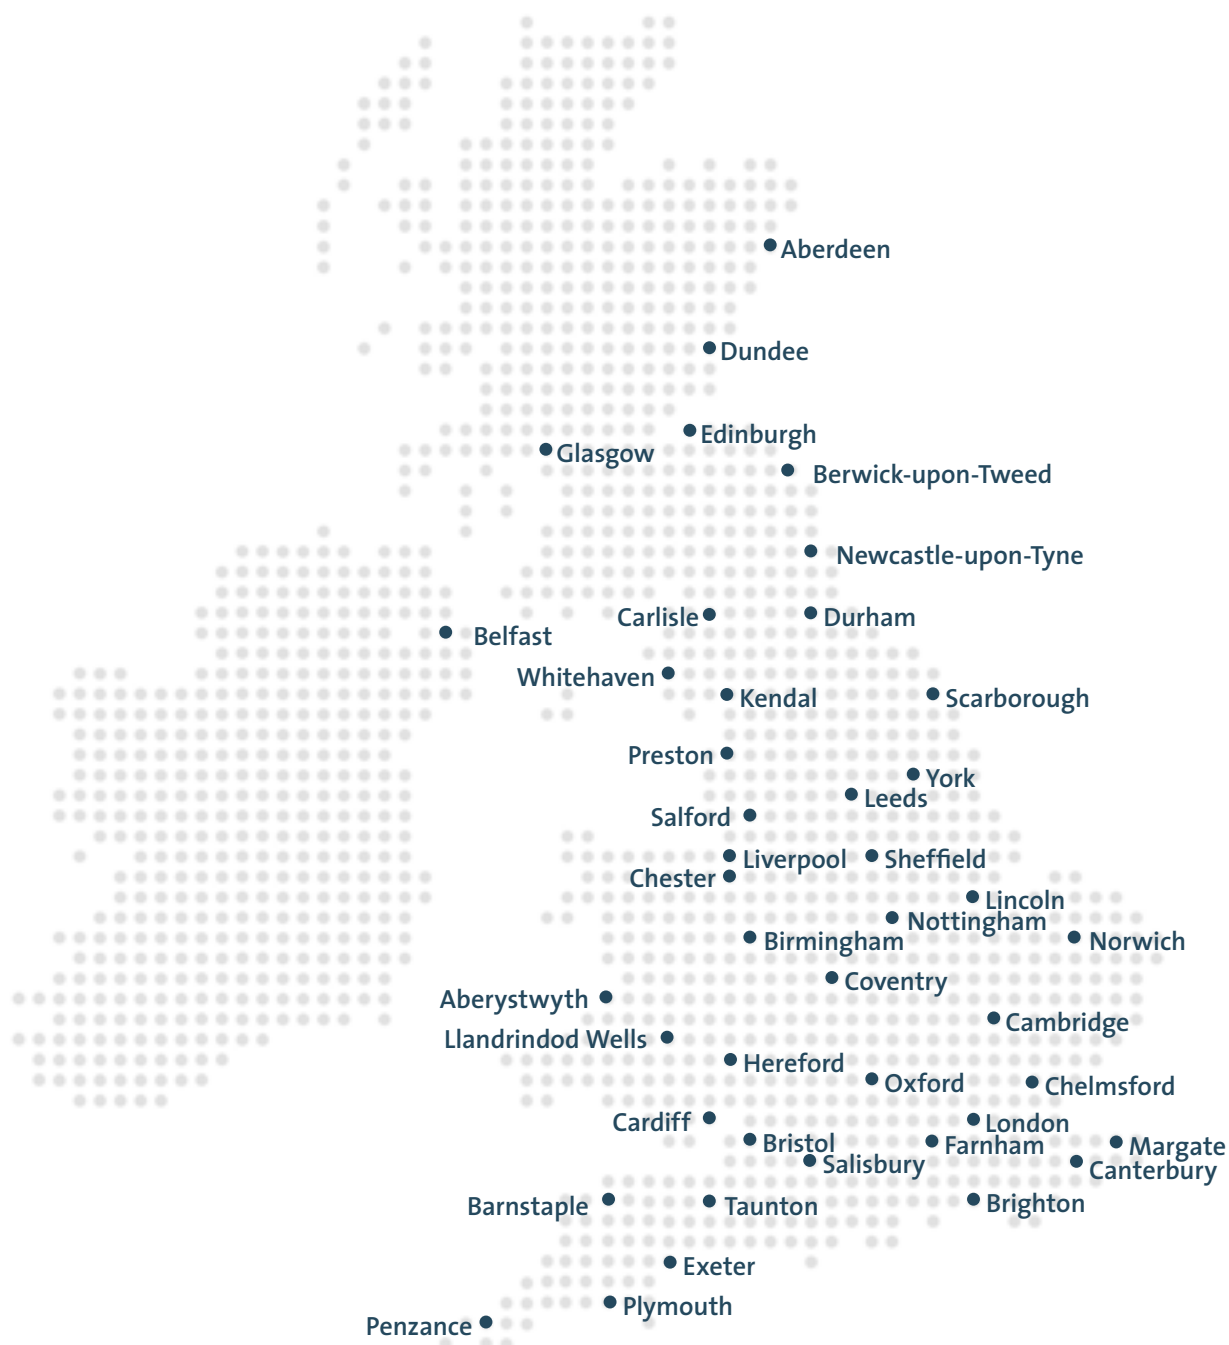 Aberdeen
Dundee
Edinburgh
Glasgow
Berwick-upon-Tweed
Newcastle-upon-Tyne
Carlisle
Durham
Belfast
Whitehaven
Kendal
Scarborough
Preston
York
Leeds
Salford
Liverpool
Sheffield
Chester
Lincoln
Nottingham
Birmingham
Norwich
Coventry
Aberystwyth
Cambridge
Llandrindod Wells
Hereford
Oxford
Chelmsford
Cardiff
London
Bristol
Farnham
Margate
Salisbury
Canterbury
Barnstaple
Taunton
Brighton
Exeter
Plymouth
Penzance